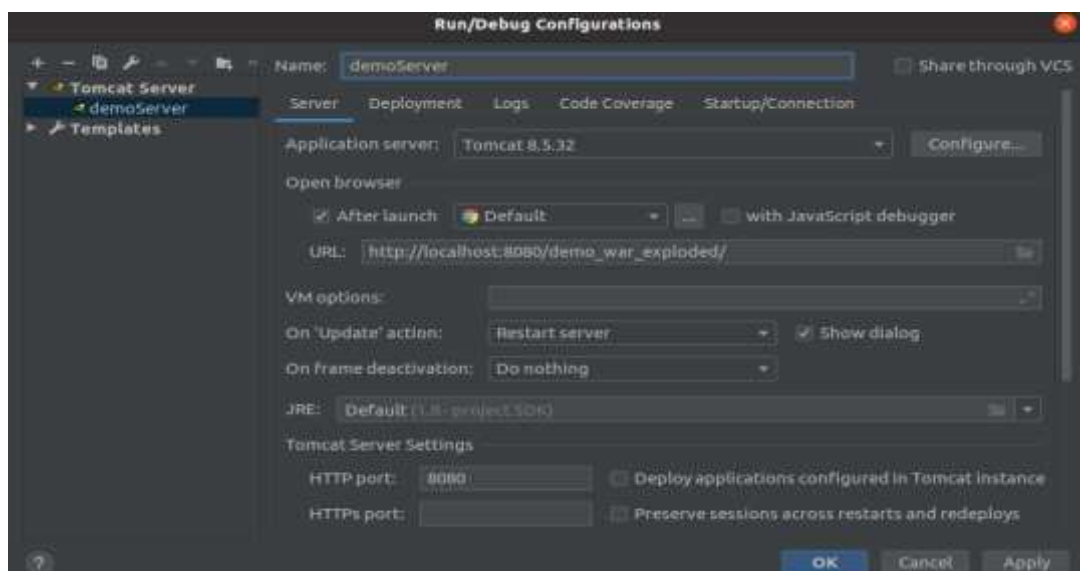 Run/Debug Configurations
Name: demoServer Share through VCS
Tomcat Server
demoServer
Templates
Server Deployment Logs Code Coverage Startup/Connection
Application server: Tomcat 8.5.32 Configure...
Open browser
After launch Default ... with JavaScript debugger
URL: http://localhost:8080/demo_war_exploded/
VM options:
On 'Update' action: Restart server Show dialog
On frame deactivation: Do nothing
JRE: Default (1.8 - project SDK)
Tomcat Server Settings
HTTP port: 8080 Deploy applications configured in Tomcat instance
HTTPs port: Preserve sessions across restarts and redeploys
? OK Cancel Apply